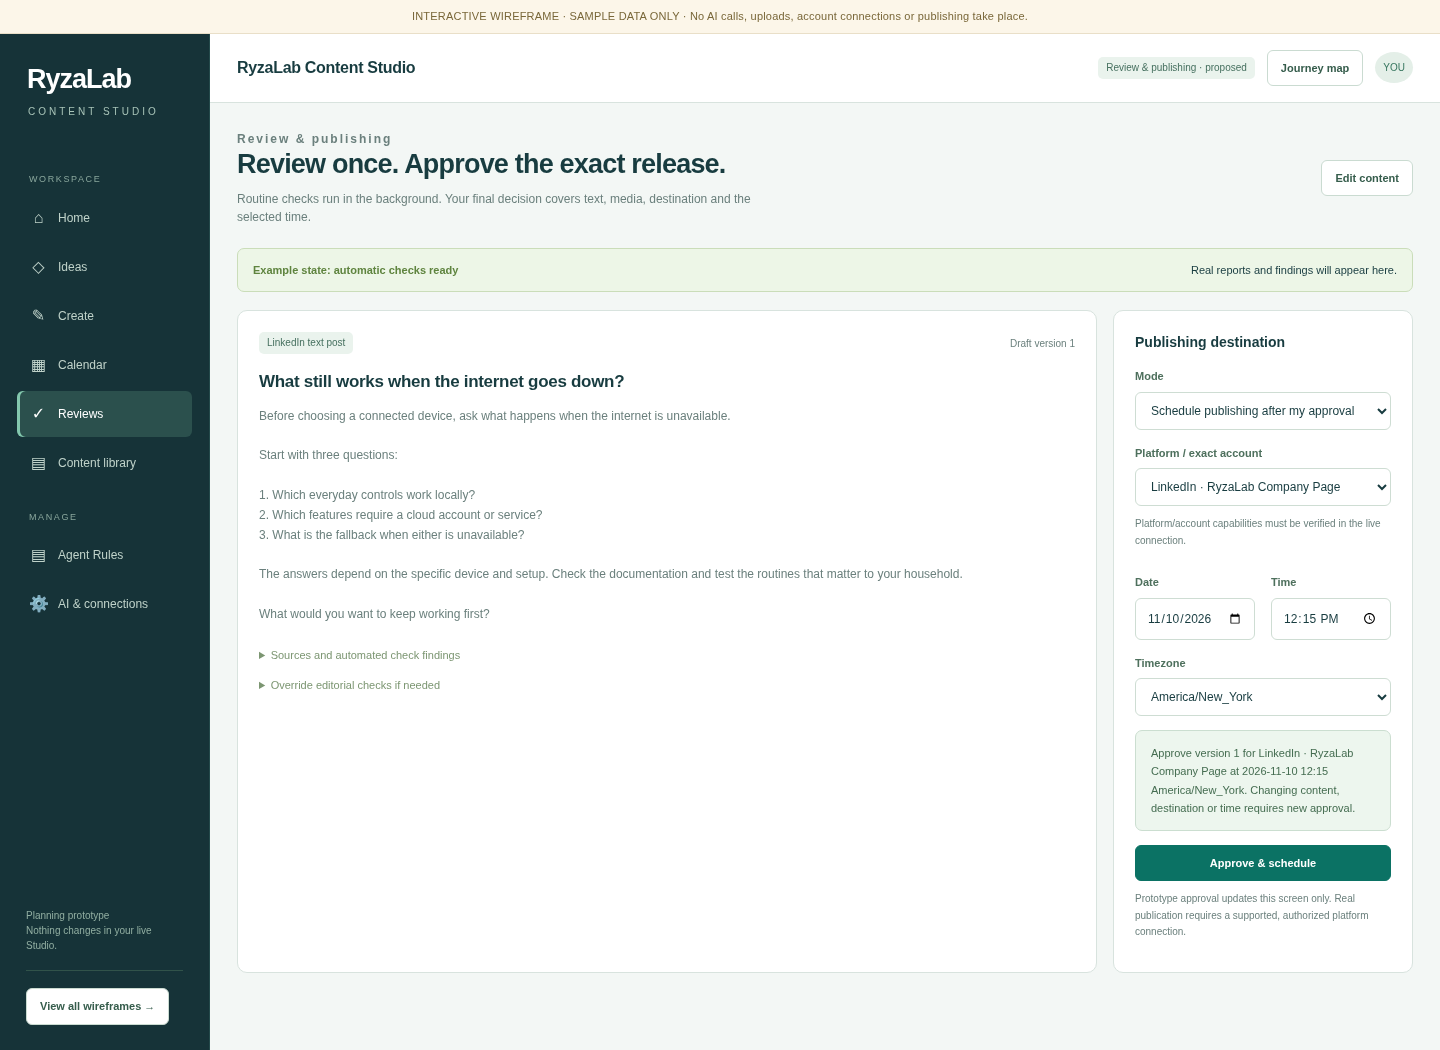 INTERACTIVE WIREFRAME · SAMPLE DATA ONLY · No AI calls, uploads, account connections or publishing take place.
RyzaLab
CONTENT STUDIO
WORKSPACE
Home
Ideas
Create
Calendar
Reviews
Content library
MANAGE
Agent Rules
AI & connections
Planning prototype
Nothing changes in your live
Studio.
View all wireframes →
RyzaLab Content Studio
Review & publishing · proposed
Journey map
YOU
Review & publishing
Review once. Approve the exact release.
Routine checks run in the background. Your final decision covers text, media, destination and the
selected time.
Edit content
Example state: automatic checks ready
Real reports and findings will appear here.
LinkedIn text post
Draft version 1
What still works when the internet goes down?
Before choosing a connected device, ask what happens when the internet is unavailable.
Start with three questions:
1. Which everyday controls work locally?
2. Which features require a cloud account or service?
3. What is the fallback when either is unavailable?
The answers depend on the specific device and setup. Check the documentation and test the routines that matter to your household.
What would you want to keep working first?
Sources and automated check findings
Override editorial checks if needed
Publishing destination
Mode
Schedule publishing after my approval
Platform / exact account
LinkedIn · RyzaLab Company Page
Platform/account capabilities must be verified in the live
connection.
Date
Time
11/10/2026
12:15 PM
Timezone
America/New_York
Approve version 1 for LinkedIn · RyzaLab
Company Page at 2026-11-10 12:15
America/New_York. Changing content,
destination or time requires new approval.
Approve & schedule
Prototype approval updates this screen only. Real
publication requires a supported, authorized platform
connection.